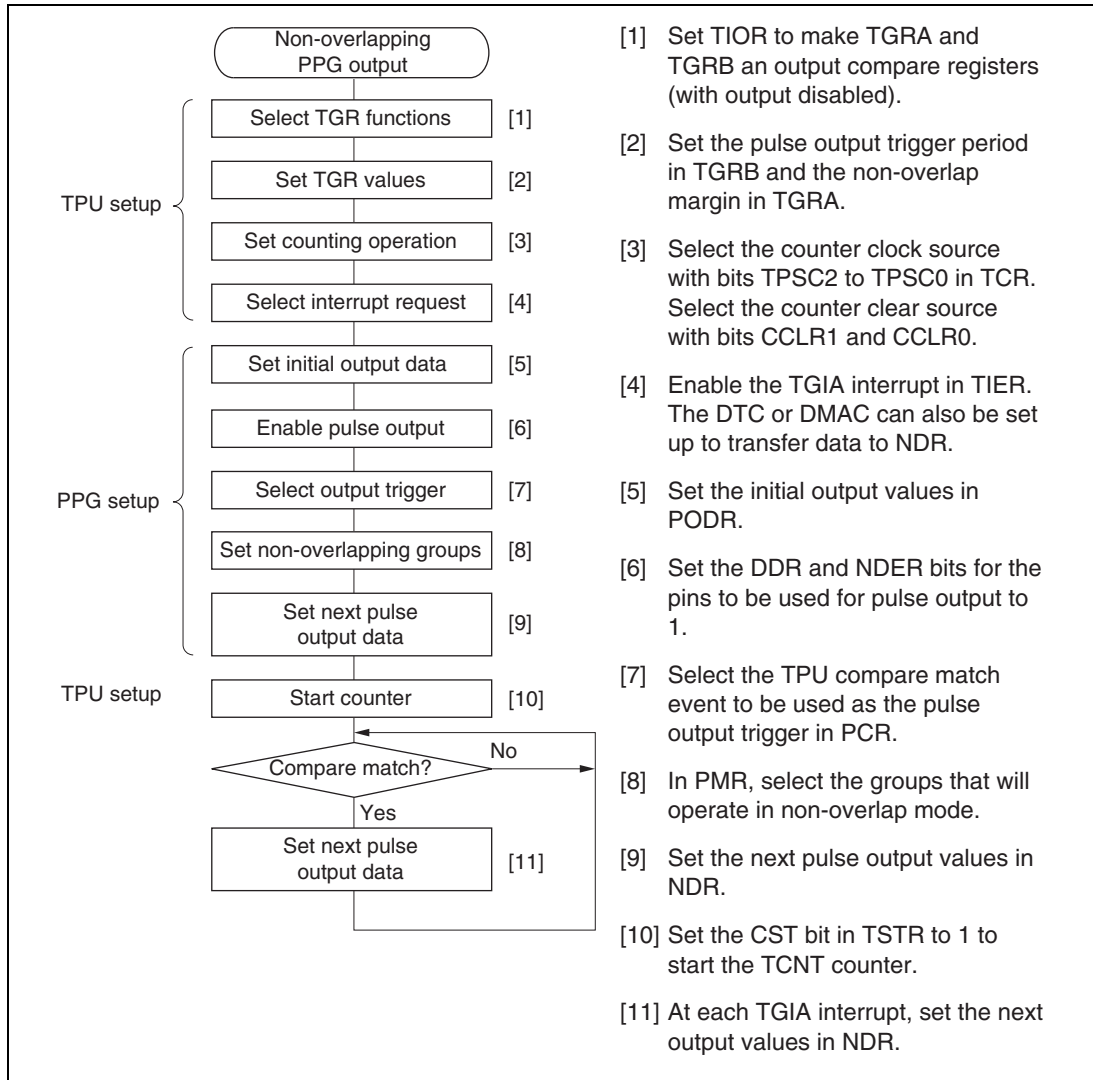 Non-overlapping
PPG output
Select TGR functions
[1]
Set TGR values
[2]
TPU setup
Set counting operation
[3]
Select interrupt request
[4]
Set initial output data
[5]
Enable pulse output
[6]
PPG setup
Select output trigger
[7]
Set non-overlapping groups
[8]
Set next pulse
output data
[9]
TPU setup
Start counter
[10]
Compare match?
No
Yes
Set next pulse
output data
[11]
[1] Set TIOR to make TGRA and
TGRB an output compare registers
(with output disabled).
[2] Set the pulse output trigger period
in TGRB and the non-overlap
margin in TGRA.
[3] Select the counter clock source
with bits TPSC2 to TPSC0 in TCR.
Select the counter clear source
with bits CCLR1 and CCLR0.
[4] Enable the TGIA interrupt in TIER.
The DTC or DMAC can also be set
up to transfer data to NDR.
[5] Set the initial output values in
PODR.
[6] Set the DDR and NDER bits for the
pins to be used for pulse output to
1.
[7] Select the TPU compare match
event to be used as the pulse
output trigger in PCR.
[8] In PMR, select the groups that will
operate in non-overlap mode.
[9] Set the next pulse output values in
NDR.
[10] Set the CST bit in TSTR to 1 to
start the TCNT counter.
[11] At each TGIA interrupt, set the next
output values in NDR.